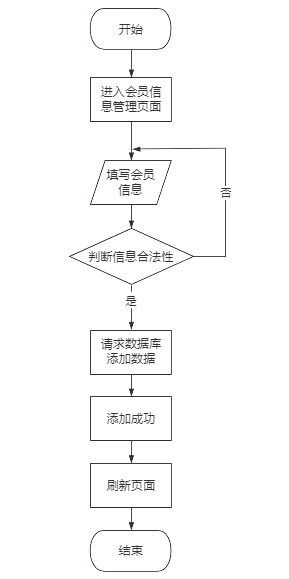 开始
进入会员信
息管理页面
填写会员
信息
否
判断信息合法性
是
请求数据库
添加数据
添加成功
刷新页面
结束